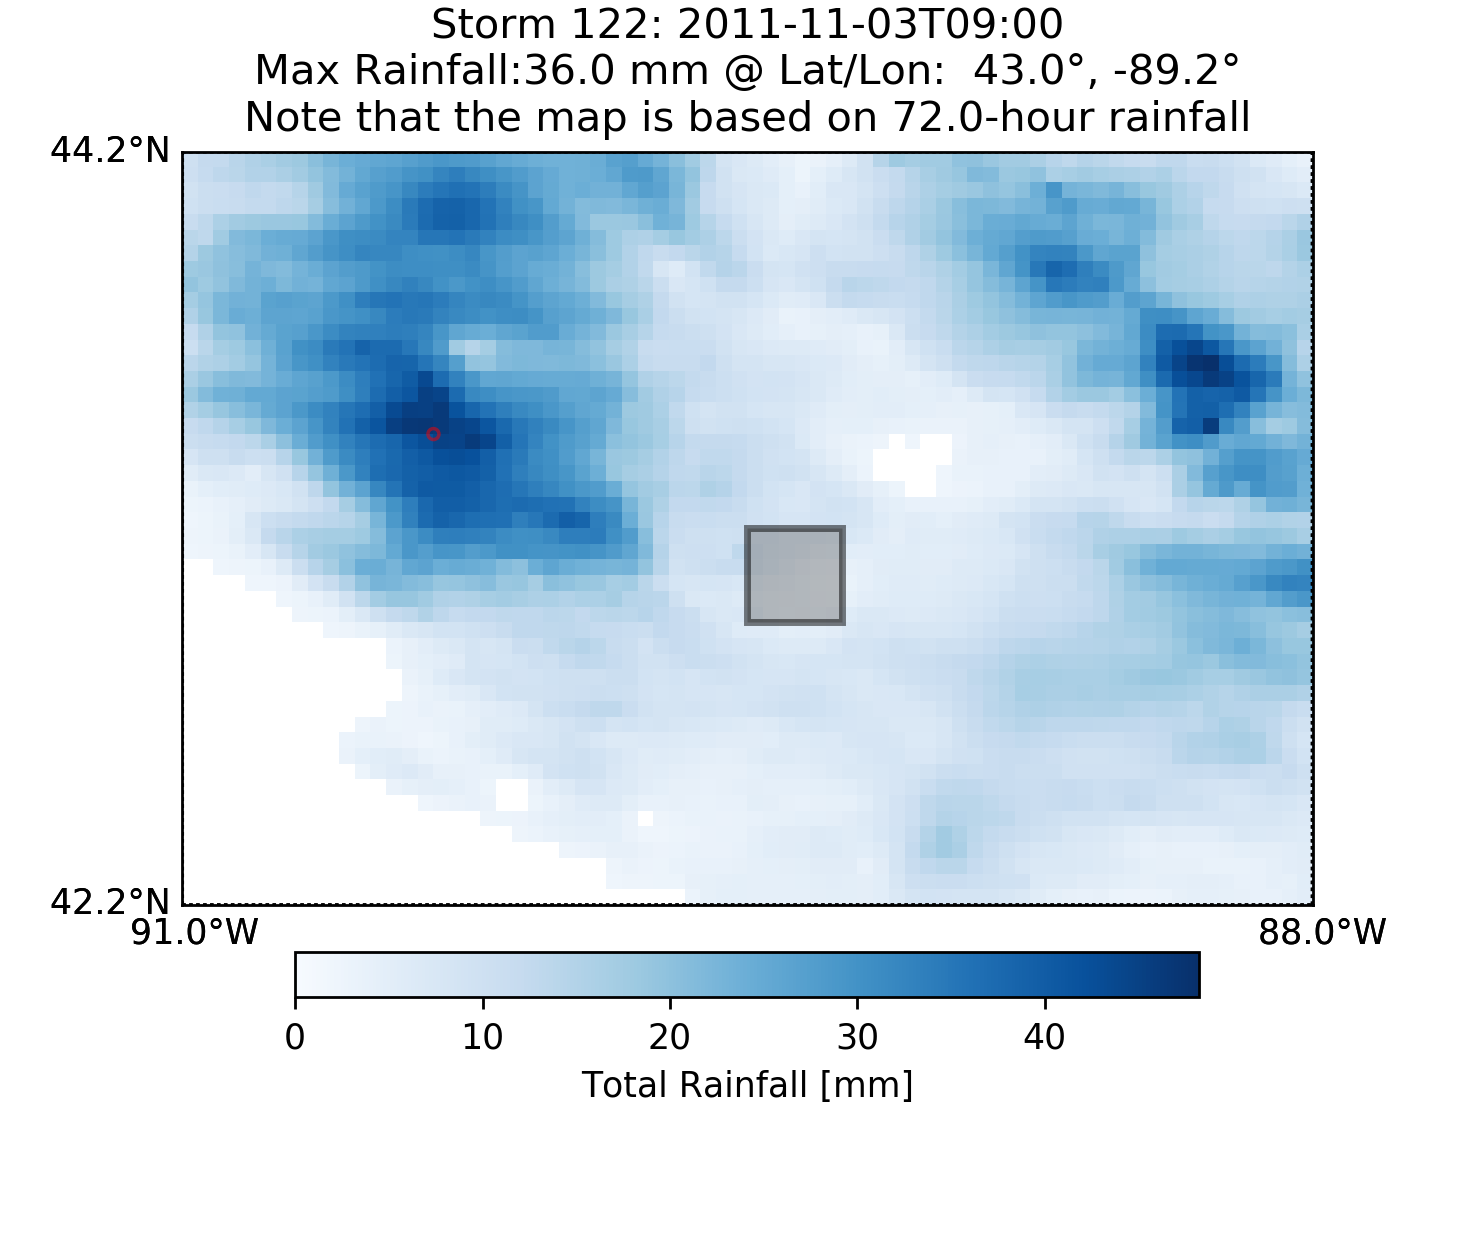 Storm 122: 2011-11-03T09:00
Max Rainfall:36.0 mm @ Lat/Lon:  43.0°, -89.2°
Note that the map is based on 72.0-hour rainfall
44.2°N
42.2°N
91.0°W 88.0°W
0 10 20 30 40
Total Rainfall [mm]